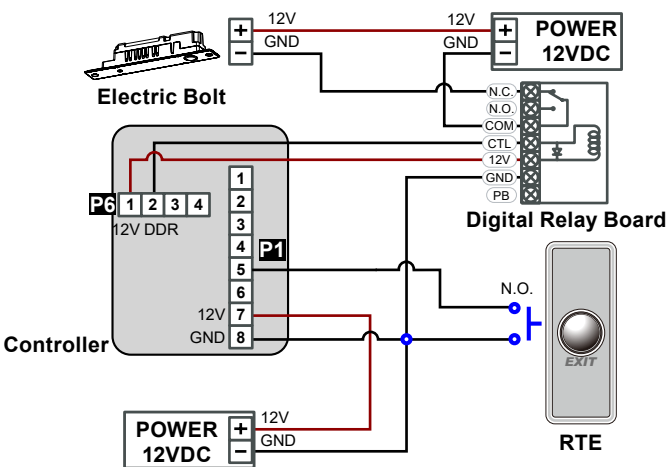 12V
12V
+
+
POWER
12VDC
GND
GND
−
−
Electric Bolt
N.C.
N.O.
COM
CTL
12V
GND
PB
Digital Relay Board
P6
1 2 3 4
12V DDR
1
2
3
4
P1
5
6
12V 7
GND 8
Controller
N.O.
EXIT
RTE
POWER
12VDC
+
12V
−
GND